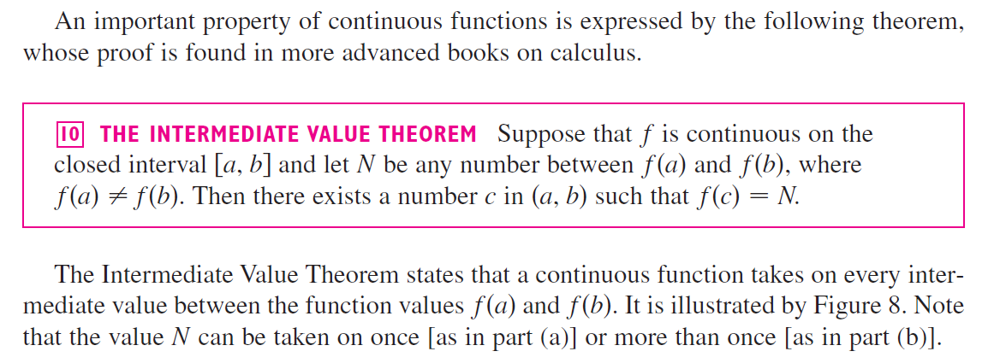 An important property of continuous functions is expressed by the following theorem,
whose proof is found in more advanced books on calculus.
10 THE INTERMEDIATE VALUE THEOREM Suppose that f is continuous on the
closed interval [a, b] and let N be any number between f(a) and f(b), where
f(a) ≠ f(b). Then there exists a number c in (a, b) such that f(c) = N.
The Intermediate Value Theorem states that a continuous function takes on every inter-
mediate value between the function values f(a) and f(b). It is illustrated by Figure 8. Note
that the value N can be taken on once [as in part (a)] or more than once [as in part (b)].